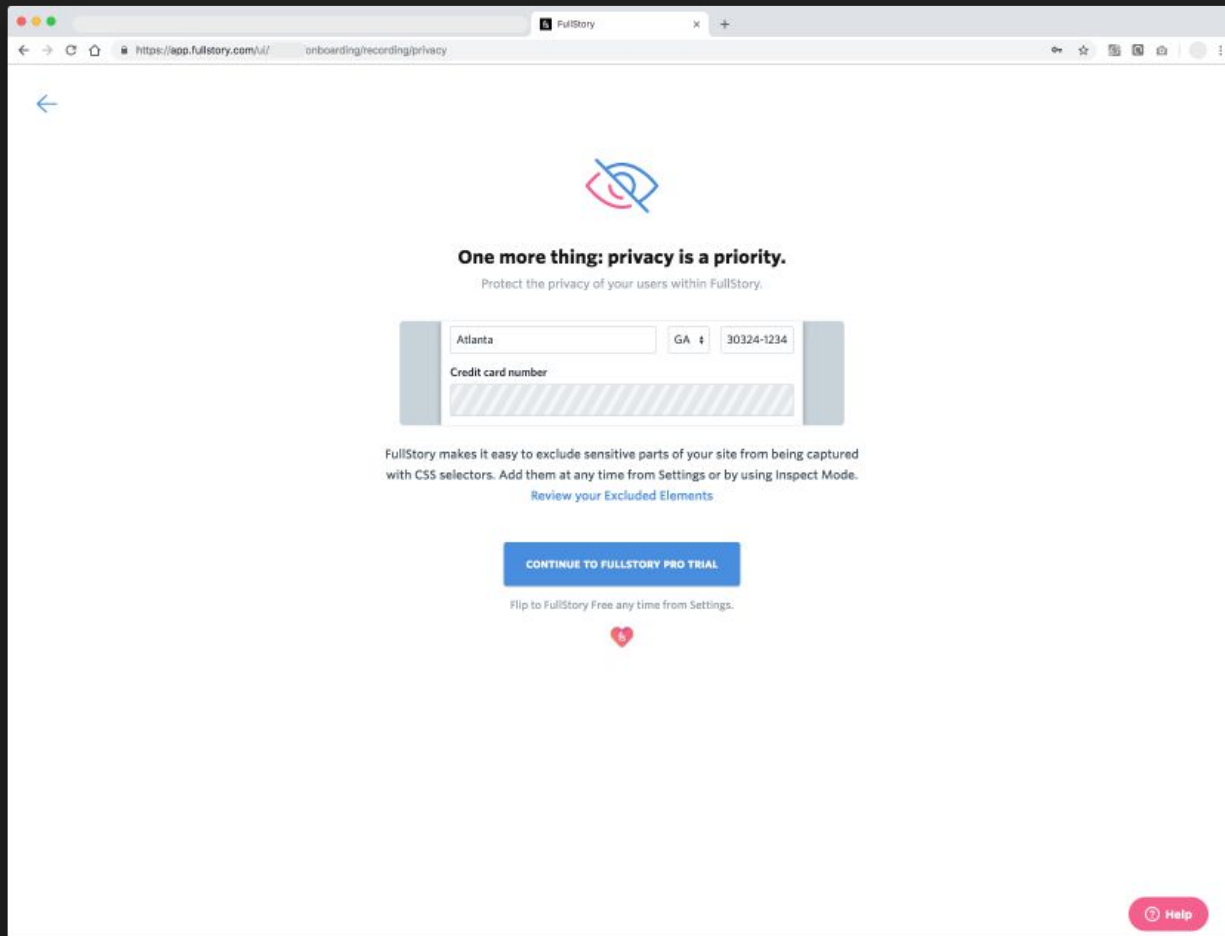 FullStory
https://app.fullstory.com/ui/ onboarding/recording/privacy
One more thing: privacy is a priority.
Protect the privacy of your users within FullStory.
Atlanta GA 30324-1234
Credit card number
FullStory makes it easy to exclude sensitive parts of your site from being captured
with CSS selectors. Add them at any time from Settings or by using Inspect Mode.
Review your Excluded Elements
CONTINUE TO FULLSTORY PRO TRIAL
Flip to FullStory Free any time from Settings.
Help